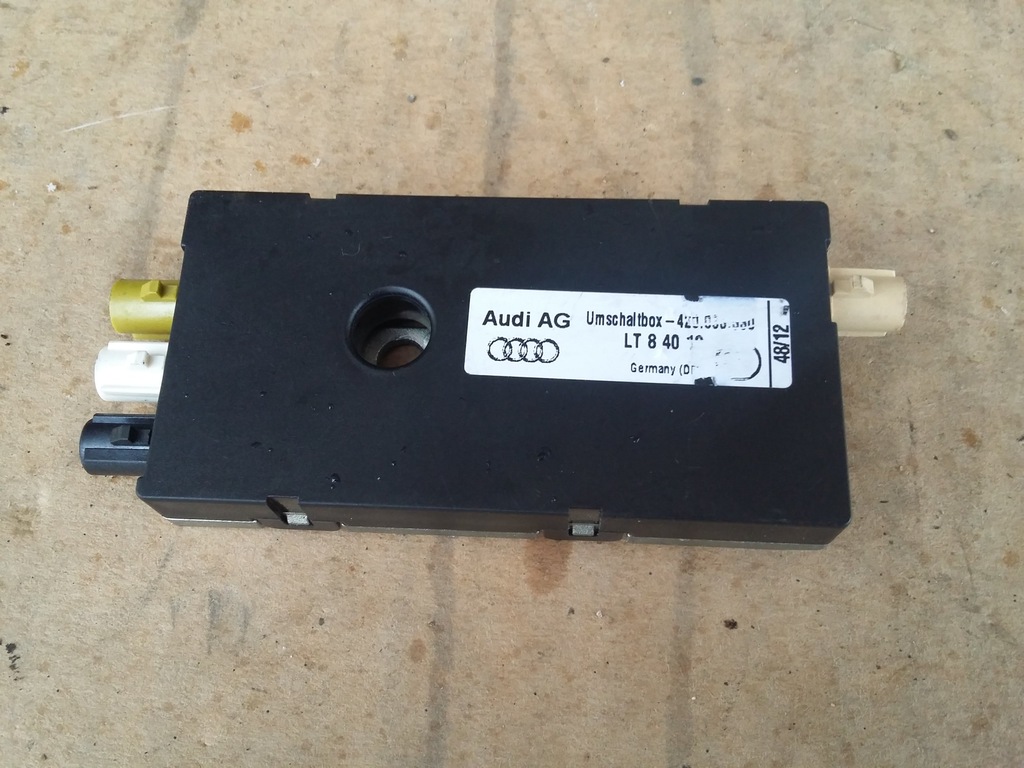 Audi AG
Umschaltbox
LT 8 40
Germany
48/12